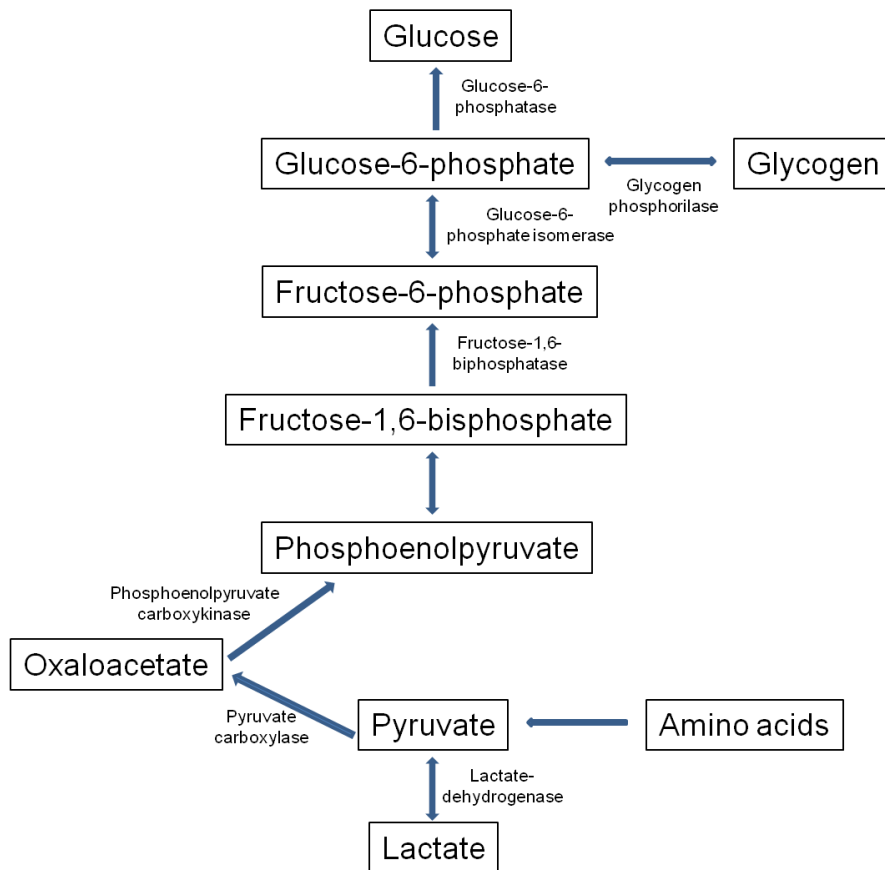 Glucose
Glucose-6-
phosphatase
Glucose-6-phosphate
Glycogen
Glycogen
phosphorilase
Glucose-6-
phosphate isomerase
Fructose-6-phosphate
Fructose-1,6-
biphosphatase
Fructose-1,6-bisphosphate
Phosphoenolpyruvate
Phosphoenolpyruvate
carboxykinase
Oxaloacetate
Pyruvate
carboxylase
Pyruvate
Amino acids
Lactate-
dehydrogenase
Lactate